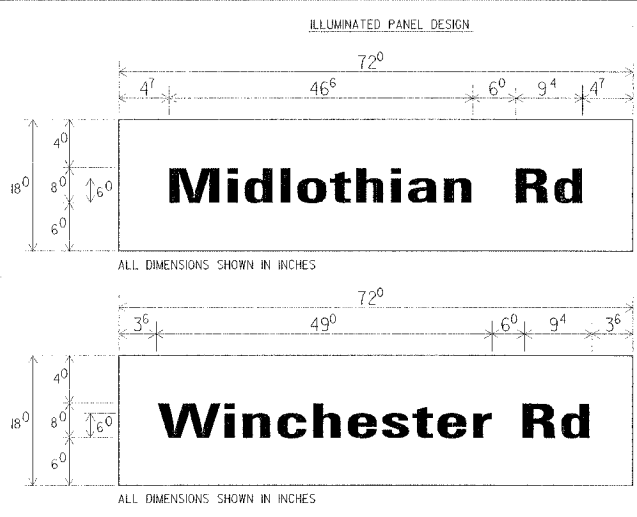 ILLUMINATED PANEL DESIGN
72⁰
4⁷ 46⁶ 6⁰ 9⁴ 4⁷
4⁰
18⁰ 8⁰ 6⁰
6⁰
Midlothian Rd
ALL DIMENSIONS SHOWN IN INCHES
72⁰
3⁶ 49⁰ 6⁰ 9⁴ 3⁶
4⁰
18⁰ 8⁰ 6⁰
6⁰
Winchester Rd
ALL DIMENSIONS SHOWN IN INCHES